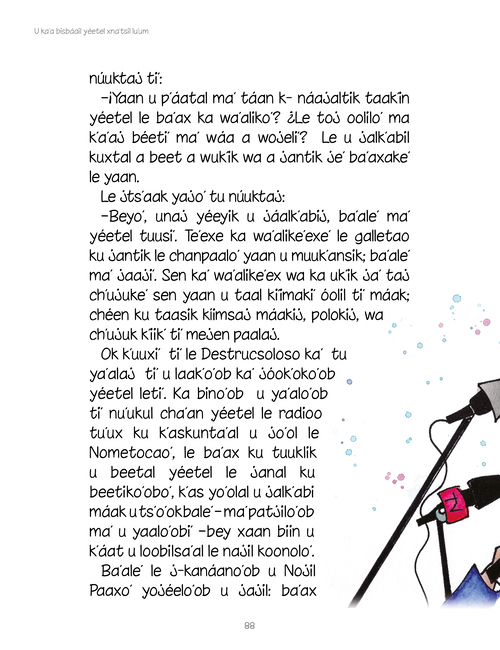 U ka'a bisbáail yéetel xna'tsil lu'um
núuktaj ti':
–¡Yaan u p'áatal ma' táan k- náajaltik taak'in
yéetel le ba'ax ka wa'aliko'? ¿Le toj oolilo' ma
k'a'aj béeti' ma' wáa a wojeli'? Le u jalk'abil
kuxtal a beet a wuk'ik wa a jantik je' ba'axake'
le yaan.
Le jts'aak yajo' tu núuktaj:
–Beyo', unaj yéeyik u jáalk'abij, ba'ale' ma'
yéetel tuusi'. Te'exe ka wa'alike'exe' le galletao
ku jantik le chanpaalo' yaan u muuk'ansik; ba'ale'
ma' jaaji'. Sen ka' wa'alike'ex wa ka uk'ik ja' taj
ch'ujuke' sen yaan u taal kiimaki' óolil ti' máak;
chéen ku taasik k'iimsaj máakij, polokij, wa
ch'ujuk k'iik' ti' mejen paalaj.
Ok k'uuxi' ti' le Destrucsoloso ka' tu
ya'alaj ti' u laak'o'ob ka' jóok'oko'ob
yéetel leti'. Ka bino'ob u ya'alo'ob
ti' nu'ukul cha'an yéetel le radioo
tu'ux ku k'askunta'al u jo'ol le
Nometocao', le ba'ax ku tuuklik
u beetal yéetel le janal ku
beetiko'obo', k'as yo'olal u jalk'abi
máak u ts'o'okbale' –ma' patjilo'ob
ma' u yaalo'obi' –bey xaan biin u
k'áat u loobilsa'al le najil koonolo'.
Ba'ale' le j-kanáano'ob u Nojil
Paaxo' yojéelo'ob u jajil: ba'ax
88